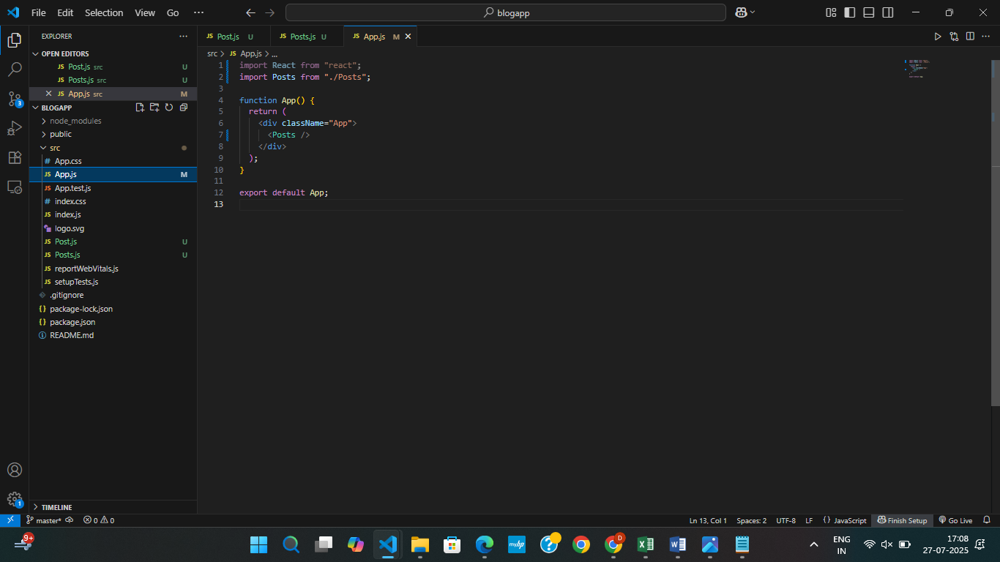 File Edit Selection View Go ··· blogapp
EXPLORER ···
OPEN EDITORS
JS Post.js src U
JS Posts.js src U
JS App.js src M
BLOGAPP
node_modules
public
src
# App.css
JS App.js M
JS App.test.js
# index.css
JS index.js
logo.svg
JS Post.js U
JS Posts.js U
JS reportWebVitals.js
JS setupTests.js
.gitignore
{} package-lock.json
{} package.json
README.md
TIMELINE
3
1
JS Post.js U JS Posts.js U JS App.js M
src > JS App.js > ...
1 import React from "react";
2 import Posts from "./Posts";
3
4 function App() {
5 return (
6 <div className="App">
7 <Posts />
8 </div>
9 );
10 }
11
12 export default App;
13
master* 0 0 Ln 13, Col 1 Spaces: 2 UTF-8 LF {} JavaScript Finish Setup Go Live
9+ myhp ? D X W ENG
IN
17:08
27-07-2025